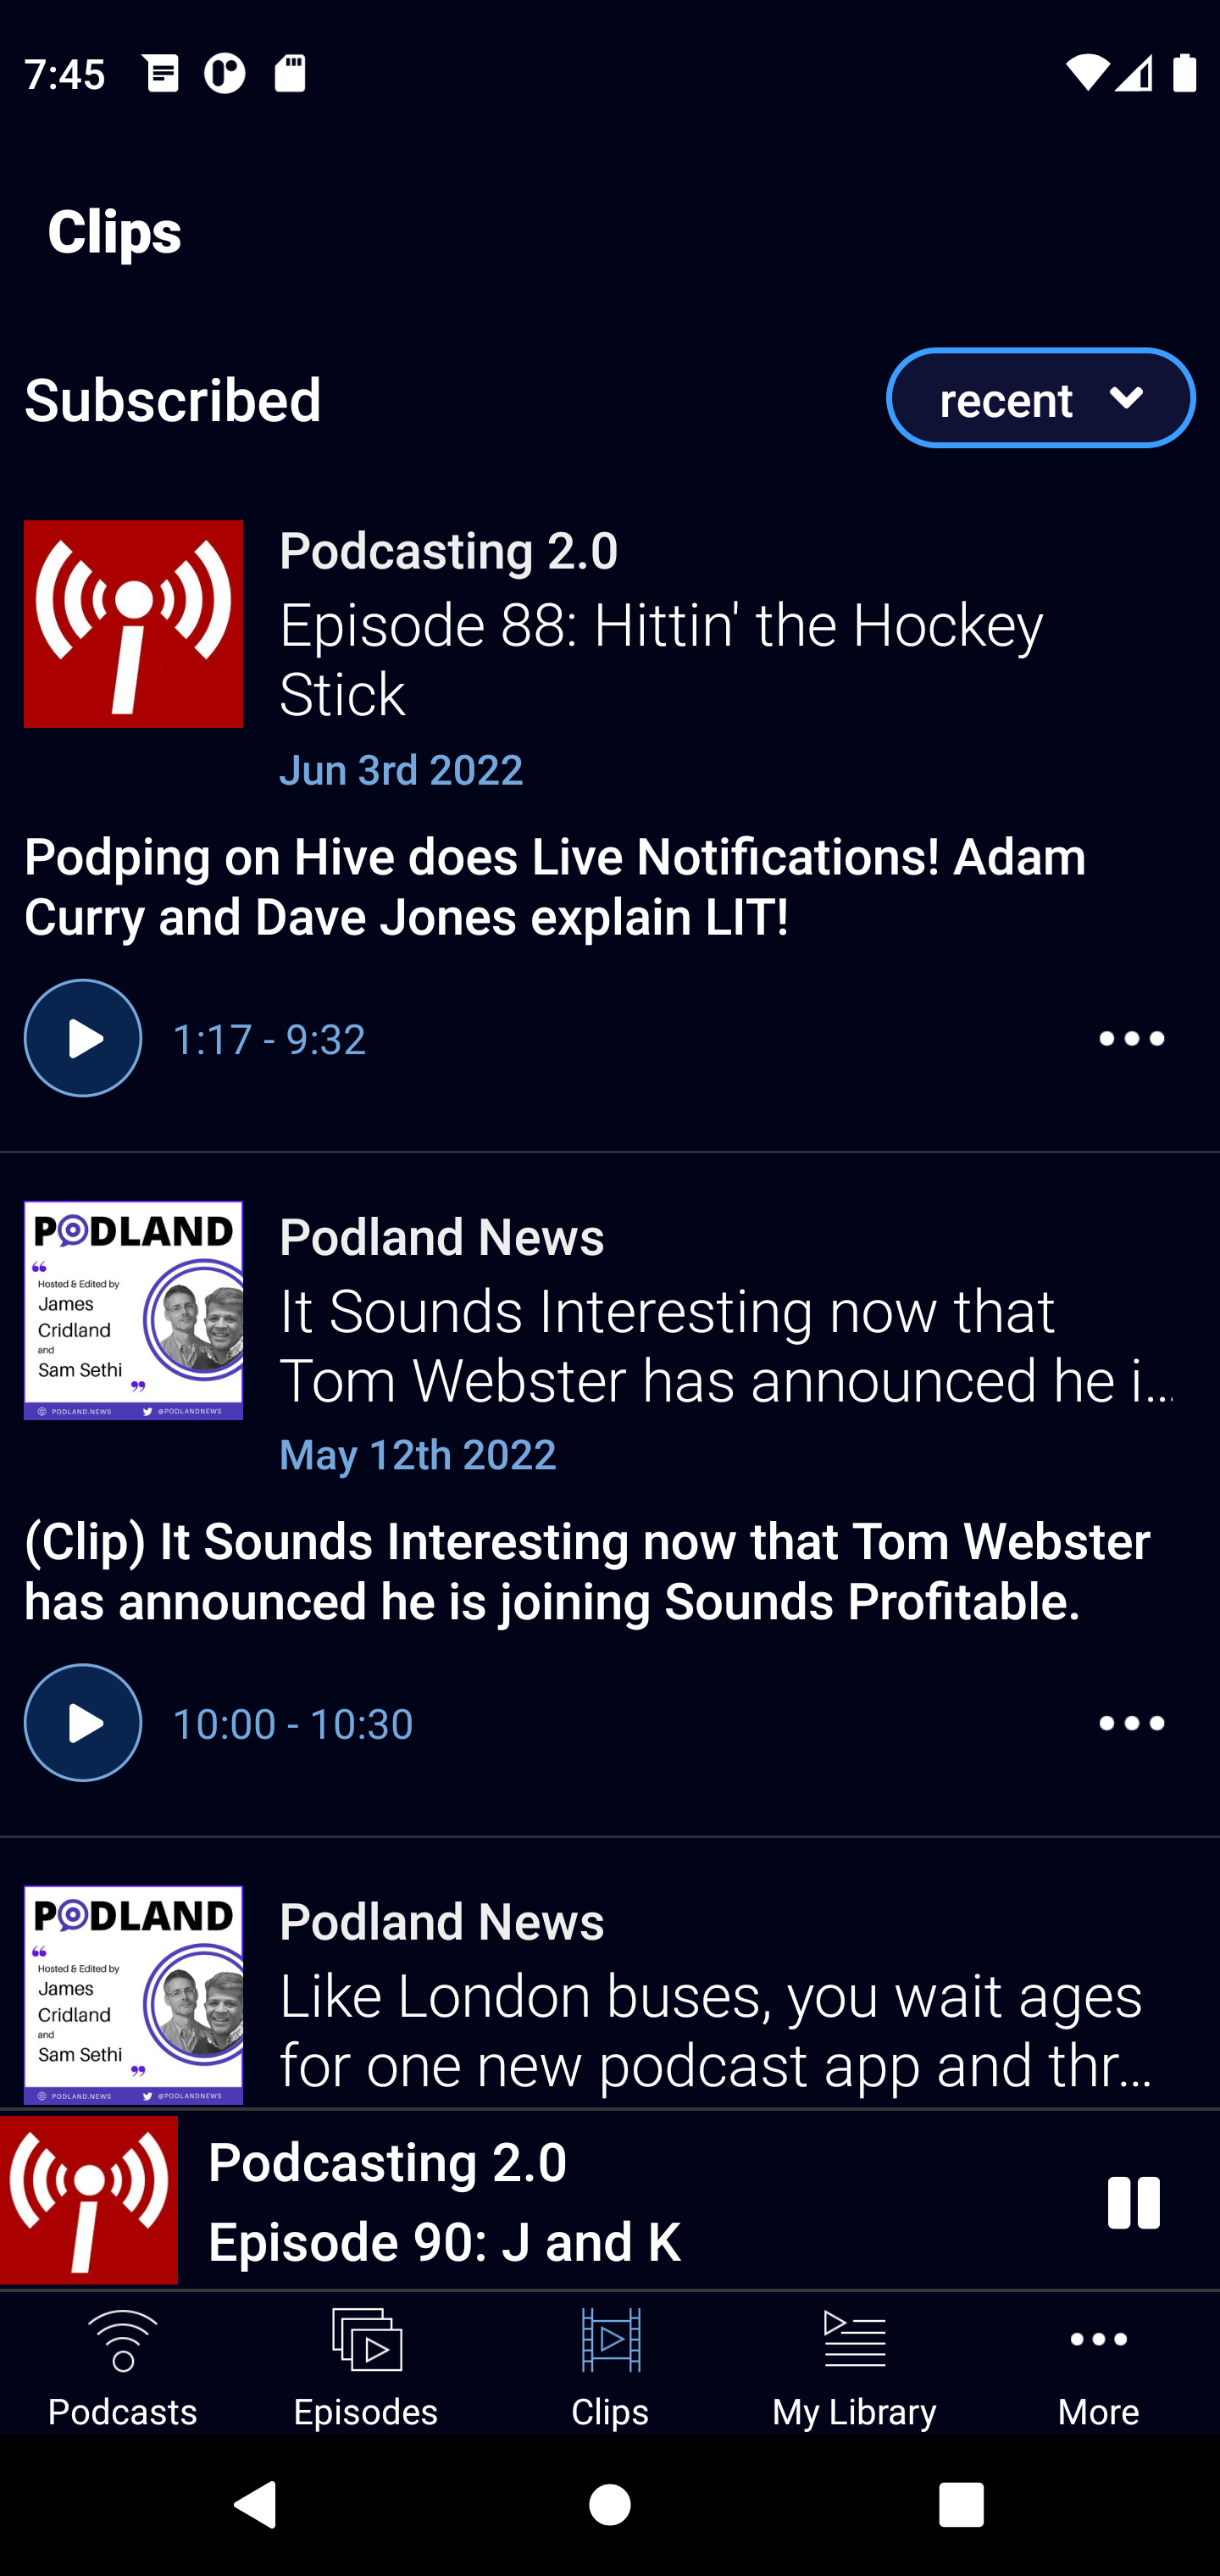 7:45
Clips
Subscribed
recent
Podcasting 2.0
Episode 88: Hittin' the Hockey
Stick
Jun 3rd 2022
Podping on Hive does Live Notifications! Adam
Curry and Dave Jones explain LIT!
1:17 - 9:32
PODLAND
Hosted & Edited by
James
Cridland
and
Sam Sethi
PODLAND.NEWS @PODLANDNEWS
Podland News
It Sounds Interesting now that
Tom Webster has announced he i…
May 12th 2022
(Clip) It Sounds Interesting now that Tom Webster
has announced he is joining Sounds Profitable.
10:00 - 10:30
PODLAND
Hosted & Edited by
James
Cridland
and
Sam Sethi
PODLAND.NEWS @PODLANDNEWS
Podland News
Like London buses, you wait ages
for one new podcast app and thr…
Podcasting 2.0
Episode 90: J and K
Podcasts
Episodes
Clips
My Library
More